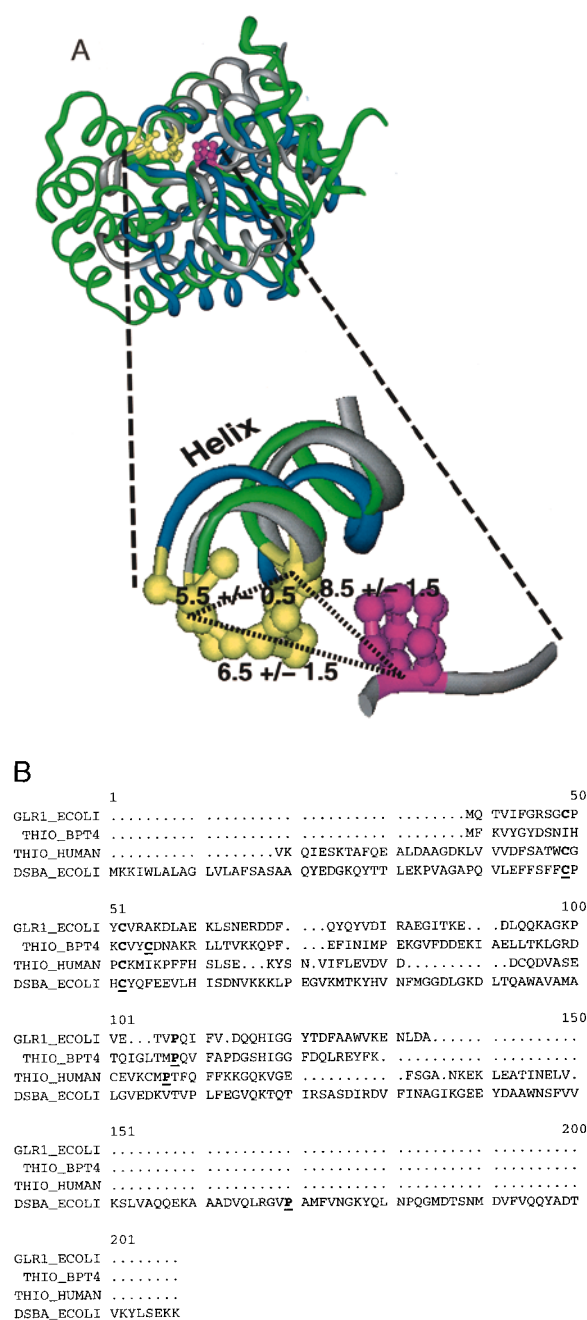 A
Helix
5.5 +/- 0.5
8.5 +/- 1.5
6.5 +/- 1.5
B
1 50
GLR1_ECOLI .......... .......... .......... ........MQ TVIFGRSGCP
THIO_BPT4 .......... .......... .......... ........MF KVYGYDSNIH
THIO_HUMAN .......... .....VK QIESKTAFQE ALDAAGDKLV VVDFSATWCG
DSBA_ECOLI MKKIWLALAG LVLAFSASAA QYEDGKQYTT LEKPVAGAPQ VLEFFSFFCP
51 100
GLR1_ECOLI YCVRAKDLAE KLSNERDDF. ..QYQYVDI RAEGITKE.. DLQQKAGKP
THIO_BPT4 KCVYCDNAKR LLTVKKQPF. ..EFINIMP EKGVFDDEKI AELLTKLGRD
THIO_HUMAN PCKMIKPFFH SLSE...KYS N.VIFLEVDV D......... .DCQDVASE
DSBA_ECOLI HCYQFEEVLH ISDNVKKKLP EGVKMTKYHV NFMGGDLGKD LTQAWAVAMA
101 150
GLR1_ECOLI VE...TVPQI FV.DQQHIGG YTDFAAWVKE NLDA...... ..........
THIO_BPT4 TQIGLTMPQV FAPDGSHIGG FDQLREYFK. .......... ..........
THIO_HUMAN CEVKCMPTFQ FFKKGQKVGE .......... .FSGA.NKEK LEATINELV.
DSBA_ECOLI LGVEDKVTVP LFEGVQKTQT IRSASDIRDV FINAGIKGEE YDAAWNSFVV
151 200
GLR1_ECOLI .......... .......... .......... .......... ..........
THIO_BPT4 .......... .......... .......... .......... ..........
THIO_HUMAN .......... .......... .......... .......... ..........
DSBA_ECOLI KSLVAQQEKA AADVQLRGVP AMFVNGKYQL NPQGMDTSNM DVFVQQYADT
201
GLR1_ECOLI ........
THIO_BPT4 ........
THIO_HUMAN ........
DSBA_ECOLI VKYLSEKK